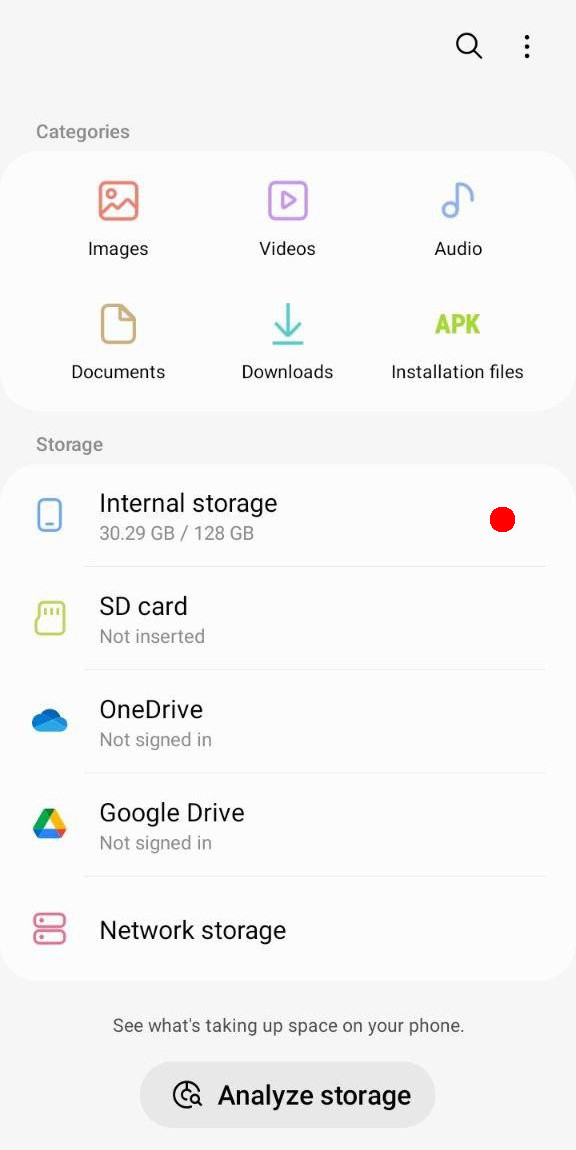 Categories
Images
Videos
Audio
Documents
Downloads
APK
Installation files
Storage
Internal storage
30.29 GB / 128 GB
SD card
Not inserted
OneDrive
Not signed in
Google Drive
Not signed in
Network storage
See what's taking up space on your phone.
Analyze storage